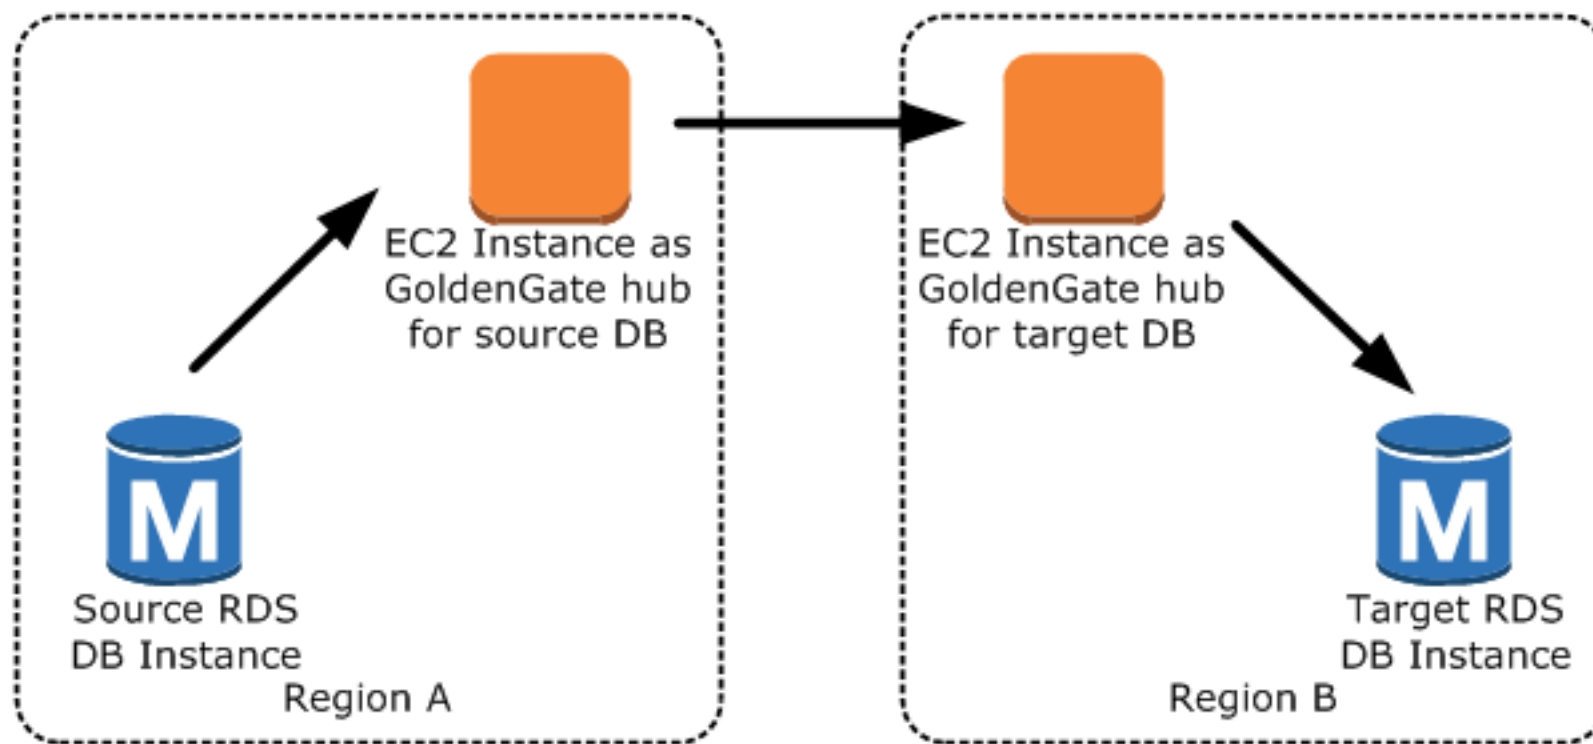 EC2 Instance as
GoldenGate hub
for source DB
M
Source RDS
DB Instance
Region A
EC2 Instance as
GoldenGate hub
for target DB
M
Target RDS
DB Instance
Region B